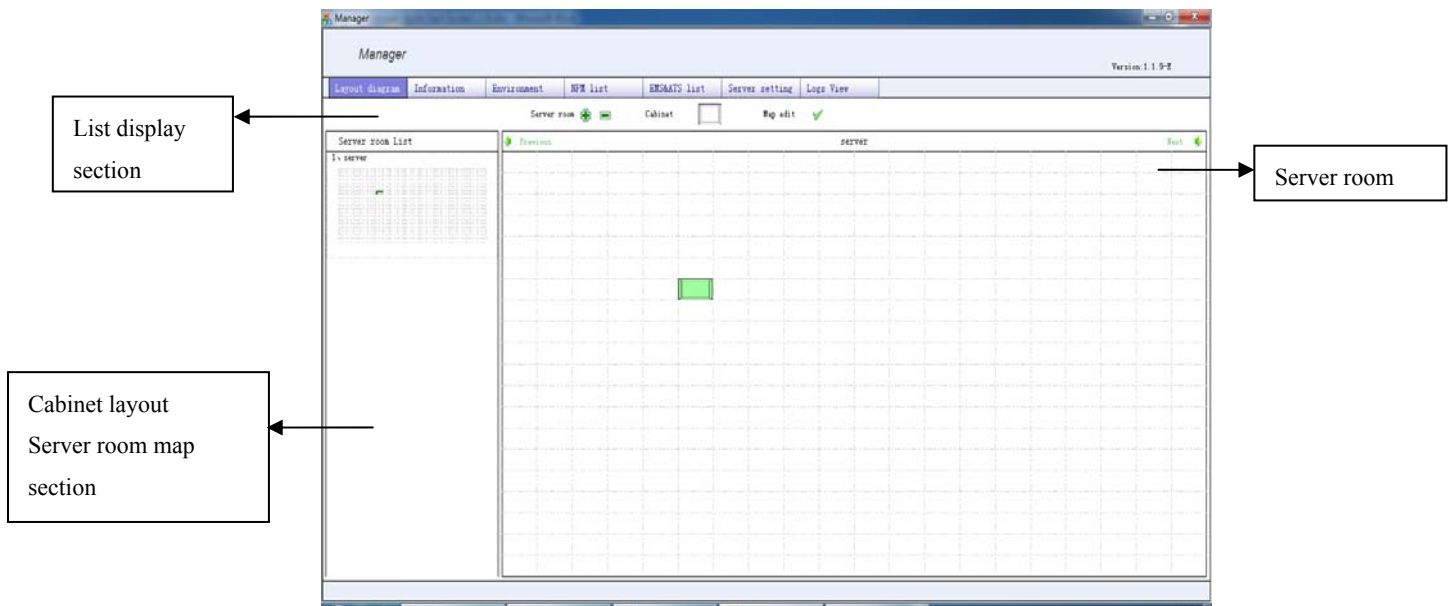 Manager
Manager
Version:1.1.9-E
Layout diagram Information Environment NPM list EMS&ATS list Server setting Logs View
Server room Cabinet Map edit
List display
section
Server room List
Previous server Next
1、server
Server room
Cabinet layout
Server room map
section